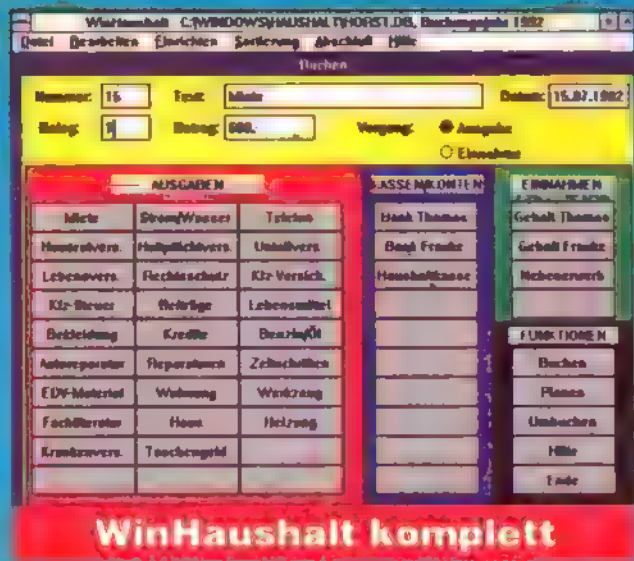 WinHaushalt C:\WINDOWS\HAUSHALT\HORST.DB, Buchungsjahr 1992
Datei Bearbeiten Einrichten Sortierung Abschluß Hilfe
Buchen
Nummer: 16 Text: Miete Datum: 15.07.1992
Beleg: Betrag: 600,- Vorgang: Ausgabe
Einnahme
AUSGABEN KASSEN/KONTEN EINNAHMEN
Miete Strom/Wasser Telefon Bank Thomas Gehalt Thomas
Hausratvers. Haftpflichtvers. Unfallvers. Bank Frauke Gehalt Frauke
Lebensvers. Rechtsschutz Kfz-Versich. Haushaltkasse Nebenerwerb
Kfz-Steuer Beiträge Lebensmittel
Bekleidung Kredite Benzin/Öl FUNKTIONEN
Autoreparatur Reparaturen Zeitschriften Buchen
EDV-Material Wohnung Werkzeug Planen
Fachliteratur Haus Heizung Umbuchen
Krankenvers. Taschengeld Hilfe
Ende
WinHaushalt komplett